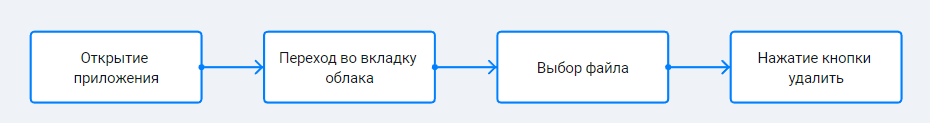 Открытие
приложения
Переход во вкладку
облака
Выбор файла
Нажатие кнопки
удалить